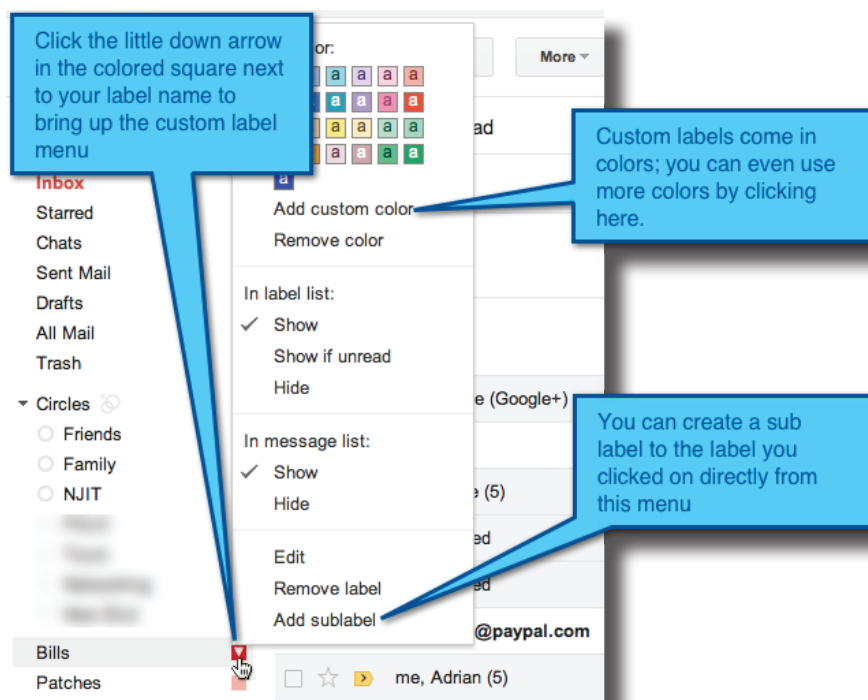 Click the little down arrow
in the colored square next
to your label name to
bring up the custom label
menu
or:
a a a a
a a a a
a a a a
a a a a
a
Add custom color
Remove color
In label list:
Show
Show if unread
Hide
In message list:
Show
Hide
Edit
Remove label
Add sublabel
More
ad
Custom labels come in
colors; you can even use
more colors by clicking
here.
Inbox
Starred
Chats
Sent Mail
Drafts
All Mail
Trash
Circles
Friends
Family
NJIT
Bills
Patches
e (Google+)
You can create a sub
label to the label you
clicked on directly from
this menu
(5)
ed
ed
@paypal.com
me, Adrian (5)